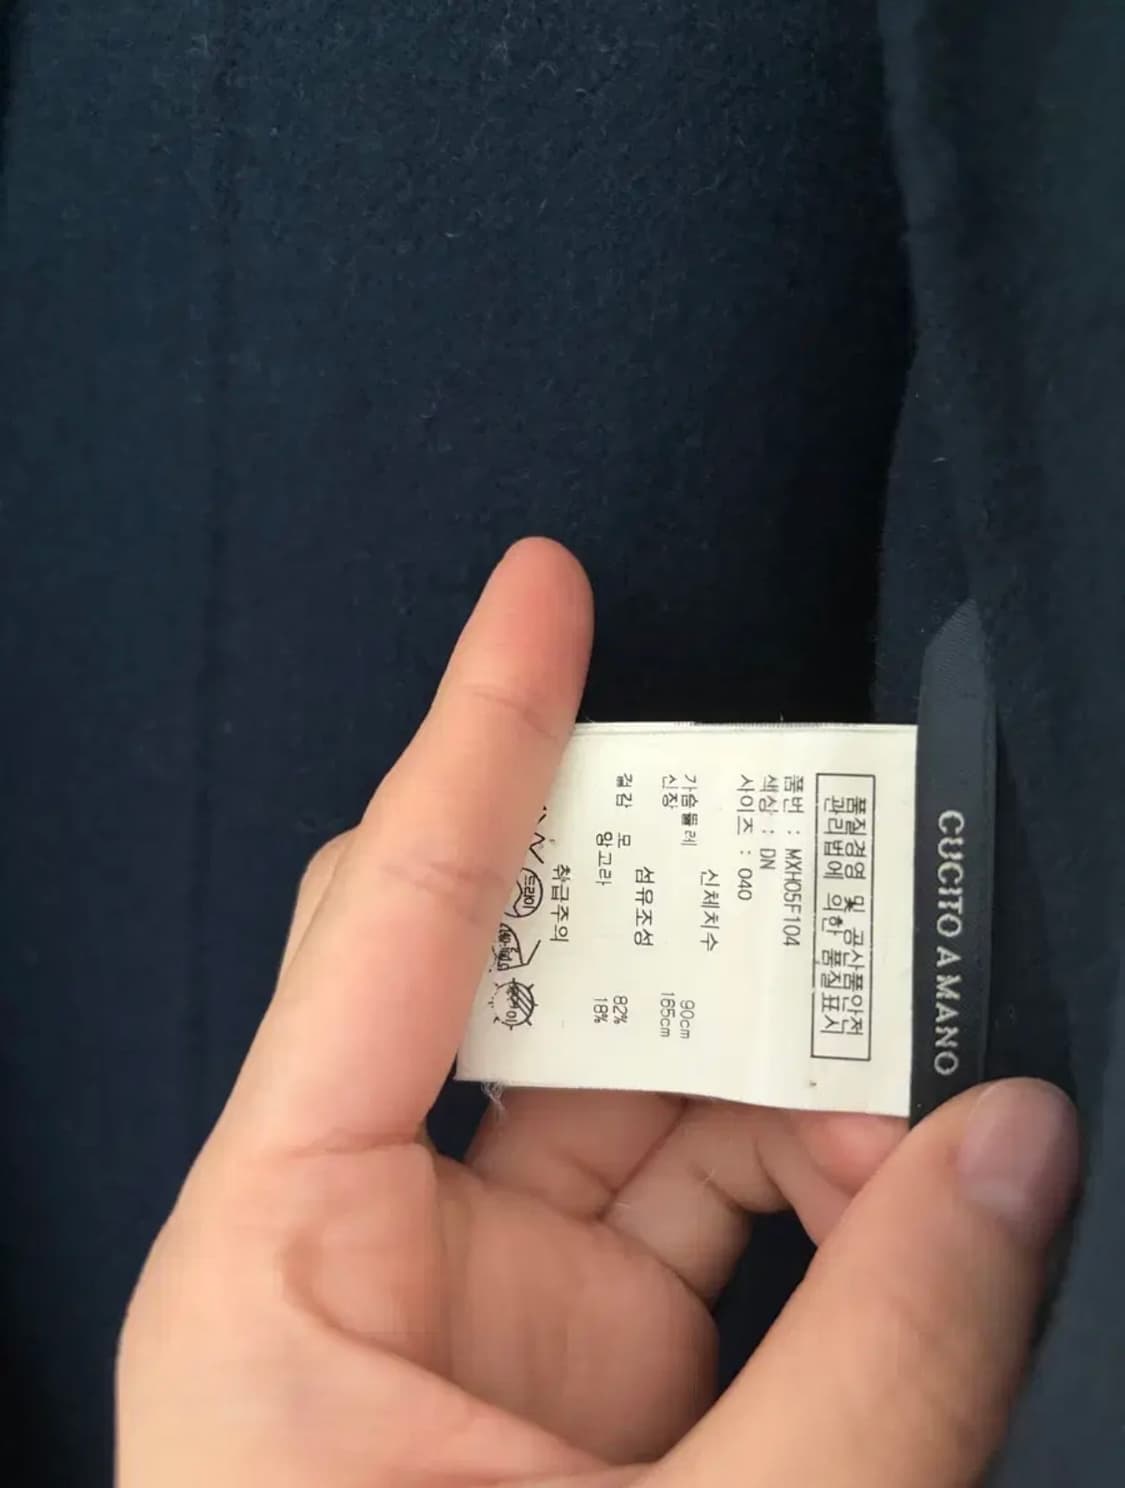 CUCITO A MANO
품질경영 및 공산품안전
관리법에 의한 품질표시
품번 : MXH05F104
색상 : DN
사이즈 : 040
신체치수
가슴둘레 90cm
신장 165cm
섬유조성
겉감 모 82%
앙고라 18%
취급주의
드라이